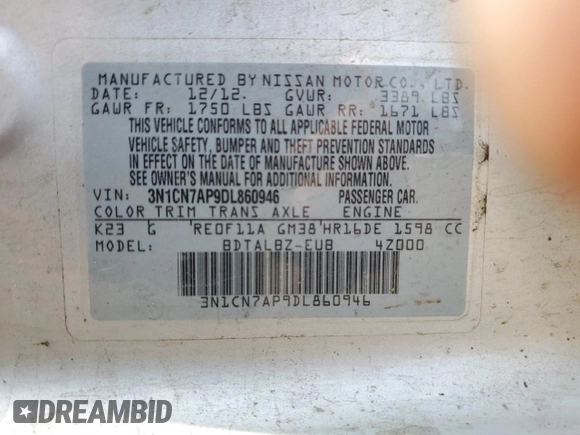 MANUFACTURED BY NISSAN MOTOR CO., LTD.
DATE: 12/12. GVWR: 3389 LBS
GAWR FR: 1750 LBS GAWR RR: 1671 LBS
THIS VEHICLE CONFORMS TO ALL APPLICABLE FEDERAL MOTOR
VEHICLE SAFETY, BUMPER AND THEFT PREVENTION STANDARDS
IN EFFECT ON THE DATE OF MANUFACTURE SHOWN ABOVE.
SEE OWNER'S MANUAL FOR ADDITIONAL INFORMATION.
VIN: 3N1CN7AP9DL860946 PASSENGER CAR.
COLOR TRIM TRANS AXLE ENGINE
K23 G RE0F11A GM38 HR16DE 1598 CC
MODEL: BDTALBZ-EUB 4Z000
3N1CN7AP9DL860946
DREAMBID